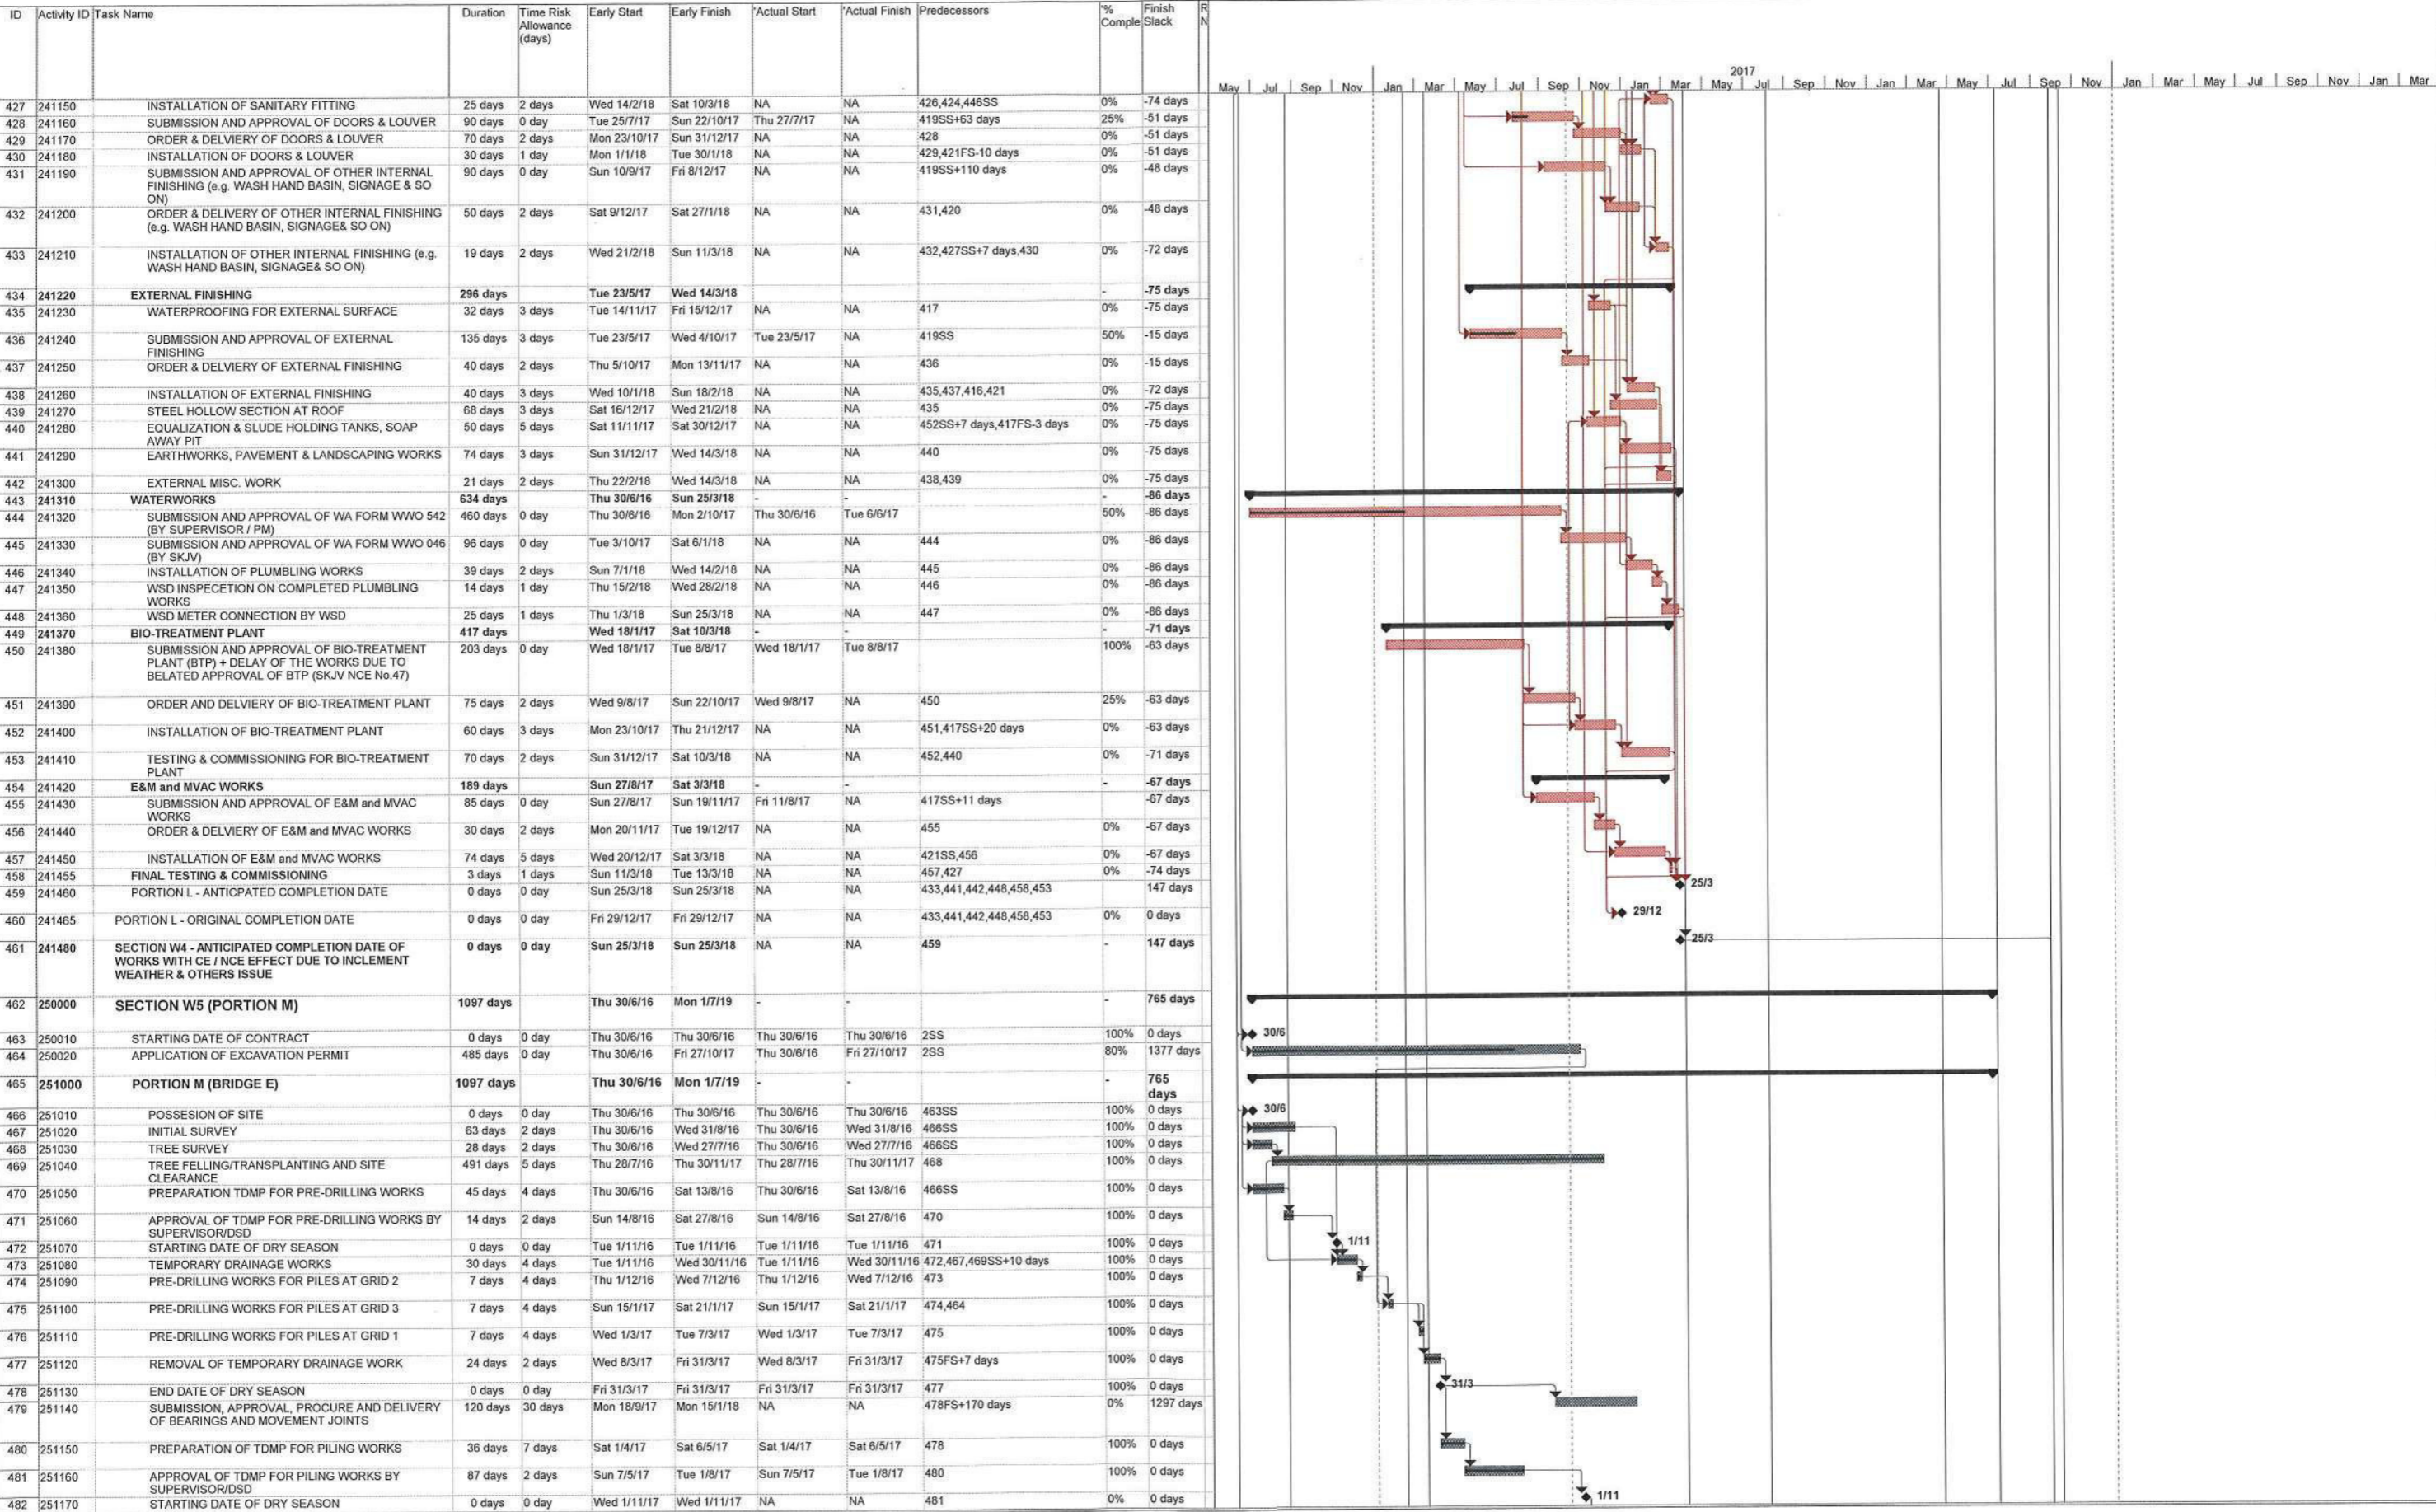 ID Activity ID Task Name Duration Time Risk Allowance (days) Early Start Early Finish 'Actual Start 'Actual Finish Predecessors '% Comple Finish Slack R N
2017
May Jul Sep Nov Jan Mar May Jul Sep Nov Jan Mar May Jul Sep Nov Jan Mar May Jul Sep Nov Jan Mar May Jul Sep Nov Jan Mar
427 241150 INSTALLATION OF SANITARY FITTING 25 days 2 days Wed 14/2/18 Sat 10/3/18 NA NA 426,424,446SS 0% -74 days
428 241160 SUBMISSION AND APPROVAL OF DOORS & LOUVER 90 days 0 day Tue 25/7/17 Sun 22/10/17 Thu 27/7/17 NA 419SS+63 days 25% -51 days
429 241170 ORDER & DELVIERY OF DOORS & LOUVER 70 days 2 days Mon 23/10/17 Sun 31/12/17 NA NA 428 0% -51 days
430 241180 INSTALLATION OF DOORS & LOUVER 30 days 1 day Mon 1/1/18 Tue 30/1/18 NA NA 429,421FS-10 days 0% -51 days
431 241190 SUBMISSION AND APPROVAL OF OTHER INTERNAL 90 days 0 day Sun 10/9/17 Fri 8/12/17 NA NA 419SS+110 days 0% -48 days
FINISHING (e.g. WASH HAND BASIN, SIGNAGE & SO
ON)
432 241200 ORDER & DELIVERY OF OTHER INTERNAL FINISHING 50 days 2 days Sat 9/12/17 Sat 27/1/18 NA NA 431,420 0% -48 days
(e.g. WASH HAND BASIN, SIGNAGE& SO ON)
433 241210 INSTALLATION OF OTHER INTERNAL FINISHING (e.g. 19 days 2 days Wed 21/2/18 Sun 11/3/18 NA NA 432,427SS+7 days,430 0% -72 days
WASH HAND BASIN, SIGNAGE& SO ON)
434 241220 EXTERNAL FINISHING 296 days Tue 23/5/17 Wed 14/3/18 - -75 days
435 241230 WATERPROOFING FOR EXTERNAL SURFACE 32 days 3 days Tue 14/11/17 Fri 15/12/17 NA NA 417 0% -75 days
436 241240 SUBMISSION AND APPROVAL OF EXTERNAL 135 days 3 days Tue 23/5/17 Wed 4/10/17 Tue 23/5/17 NA 419SS 50% -15 days
FINISHING
437 241250 ORDER & DELVIERY OF EXTERNAL FINISHING 40 days 2 days Thu 5/10/17 Mon 13/11/17 NA NA 436 0% -15 days
438 241260 INSTALLATION OF EXTERNAL FINISHING 40 days 3 days Wed 10/1/18 Sun 18/2/18 NA NA 435,437,416,421 0% -72 days
439 241270 STEEL HOLLOW SECTION AT ROOF 68 days 3 days Sat 16/12/17 Wed 21/2/18 NA NA 435 0% -75 days
440 241280 EQUALIZATION & SLUDE HOLDING TANKS, SOAP 50 days 5 days Sat 11/11/17 Sat 30/12/17 NA NA 452SS+7 days,417FS-3 days 0% -75 days
AWAY PIT
441 241290 EARTHWORKS, PAVEMENT & LANDSCAPING WORKS 74 days 3 days Sun 31/12/17 Wed 14/3/18 NA NA 440 0% -75 days
442 241300 EXTERNAL MISC. WORK 21 days 2 days Thu 22/2/18 Wed 14/3/18 NA NA 438,439 0% -75 days
443 241310 WATERWORKS 634 days Thu 30/6/16 Sun 25/3/18 - - - -86 days
444 241320 SUBMISSION AND APPROVAL OF WA FORM WWO 542 460 days 0 day Thu 30/6/16 Mon 2/10/17 Thu 30/6/16 Tue 6/6/17 50% -86 days
(BY SUPERVISOR / PM)
445 241330 SUBMISSION AND APPROVAL OF WA FORM WWO 046 96 days 0 day Tue 3/10/17 Sat 6/1/18 NA NA 444 0% -86 days
(BY SKJV)
446 241340 INSTALLATION OF PLUMBLING WORKS 39 days 2 days Sun 7/1/18 Wed 14/2/18 NA NA 445 0% -86 days
447 241350 WSD INSPECETION ON COMPLETED PLUMBLING 14 days 1 day Thu 15/2/18 Wed 28/2/18 NA NA 446 0% -86 days
WORKS
448 241360 WSD METER CONNECTION BY WSD 25 days 1 days Thu 1/3/18 Sun 25/3/18 NA NA 447 0% -86 days
449 241370 BIO-TREATMENT PLANT 417 days Wed 18/1/17 Sat 10/3/18 - - - -71 days
450 241380 SUBMISSION AND APPROVAL OF BIO-TREATMENT 203 days 0 day Wed 18/1/17 Tue 8/8/17 Wed 18/1/17 Tue 8/8/17 100% -63 days
PLANT (BTP) + DELAY OF THE WORKS DUE TO
BELATED APPROVAL OF BTP (SKJV NCE No.47)
451 241390 ORDER AND DELVIERY OF BIO-TREATMENT PLANT 75 days 2 days Wed 9/8/17 Sun 22/10/17 Wed 9/8/17 NA 450 25% -63 days
452 241400 INSTALLATION OF BIO-TREATMENT PLANT 60 days 3 days Mon 23/10/17 Thu 21/12/17 NA NA 451,417SS+20 days 0% -63 days
453 241410 TESTING & COMMISSIONING FOR BIO-TREATMENT 70 days 2 days Sun 31/12/17 Sat 10/3/18 NA NA 452,440 0% -71 days
PLANT
454 241420 E&M and MVAC WORKS 189 days Sun 27/8/17 Sat 3/3/18 - - - -67 days
455 241430 SUBMISSION AND APPROVAL OF E&M and MVAC 85 days 0 day Sun 27/8/17 Sun 19/11/17 Fri 11/8/17 NA 417SS+11 days -67 days
WORKS
456 241440 ORDER & DELVIERY OF E&M and MVAC WORKS 30 days 2 days Mon 20/11/17 Tue 19/12/17 NA NA 455 0% -67 days
457 241450 INSTALLATION OF E&M and MVAC WORKS 74 days 5 days Wed 20/12/17 Sat 3/3/18 NA NA 421SS,456 0% -67 days
458 241455 FINAL TESTING & COMMISSIONING 3 days 1 days Sun 11/3/18 Tue 13/3/18 NA NA 457,427 0% -74 days
459 241460 PORTION L - ANTICPATED COMPLETION DATE 0 days 0 day Sun 25/3/18 Sun 25/3/18 NA NA 433,441,442,448,458,453 147 days 25/3
460 241465 PORTION L - ORIGINAL COMPLETION DATE 0 days 0 day Fri 29/12/17 Fri 29/12/17 NA NA 433,441,442,448,458,453 0% 0 days 29/12
461 241480 SECTION W4 - ANTICIPATED COMPLETION DATE OF 0 days 0 day Sun 25/3/18 Sun 25/3/18 NA NA 459 - 147 days 25/3
WORKS WITH CE / NCE EFFECT DUE TO INCLEMENT
WEATHER & OTHERS ISSUE
462 250000 SECTION W5 (PORTION M) 1097 days Thu 30/6/16 Mon 1/7/19 - - - 765 days
463 250010 STARTING DATE OF CONTRACT 0 days 0 day Thu 30/6/16 Thu 30/6/16 Thu 30/6/16 Thu 30/6/16 2SS 100% 0 days 30/6
464 250020 APPLICATION OF EXCAVATION PERMIT 485 days 0 day Thu 30/6/16 Fri 27/10/17 Thu 30/6/16 Fri 27/10/17 2SS 80% 1377 days
465 251000 PORTION M (BRIDGE E) 1097 days Thu 30/6/16 Mon 1/7/19 - - - 765
days
466 251010 POSSESION OF SITE 0 days 0 day Thu 30/6/16 Thu 30/6/16 Thu 30/6/16 Thu 30/6/16 463SS 100% 0 days 30/6
467 251020 INITIAL SURVEY 63 days 2 days Thu 30/6/16 Wed 31/8/16 Thu 30/6/16 Wed 31/8/16 466SS 100% 0 days
468 251030 TREE SURVEY 28 days 2 days Thu 30/6/16 Wed 27/7/16 Thu 30/6/16 Wed 27/7/16 466SS 100% 0 days
469 251040 TREE FELLING/TRANSPLANTING AND SITE 491 days 5 days Thu 28/7/16 Thu 30/11/17 Thu 28/7/16 Thu 30/11/17 468 100% 0 days
CLEARANCE
470 251050 PREPARATION TDMP FOR PRE-DRILLING WORKS 45 days 4 days Thu 30/6/16 Sat 13/8/16 Thu 30/6/16 Sat 13/8/16 466SS 100% 0 days
471 251060 APPROVAL OF TDMP FOR PRE-DRILLING WORKS BY 14 days 2 days Sun 14/8/16 Sat 27/8/16 Sun 14/8/16 Sat 27/8/16 470 100% 0 days
SUPERVISOR/DSD
472 251070 STARTING DATE OF DRY SEASON 0 days 0 day Tue 1/11/16 Tue 1/11/16 Tue 1/11/16 Tue 1/11/16 471 100% 0 days 1/11
473 251080 TEMPORARY DRAINAGE WORKS 30 days 4 days Tue 1/11/16 Wed 30/11/16 Tue 1/11/16 Wed 30/11/16 472,467,469SS+10 days 100% 0 days
474 251090 PRE-DRILLING WORKS FOR PILES AT GRID 2 7 days 4 days Thu 1/12/16 Wed 7/12/16 Thu 1/12/16 Wed 7/12/16 473 100% 0 days
475 251100 PRE-DRILLING WORKS FOR PILES AT GRID 3 7 days 4 days Sun 15/1/17 Sat 21/1/17 Sun 15/1/17 Sat 21/1/17 474,464 100% 0 days
476 251110 PRE-DRILLING WORKS FOR PILES AT GRID 1 7 days 4 days Wed 1/3/17 Tue 7/3/17 Wed 1/3/17 Tue 7/3/17 475 100% 0 days
477 251120 REMOVAL OF TEMPORARY DRAINAGE WORK 24 days 2 days Wed 8/3/17 Fri 31/3/17 Wed 8/3/17 Fri 31/3/17 475FS+7 days 100% 0 days
478 251130 END DATE OF DRY SEASON 0 days 0 day Fri 31/3/17 Fri 31/3/17 Fri 31/3/17 Fri 31/3/17 477 100% 0 days 31/3
479 251140 SUBMISSION, APPROVAL, PROCURE AND DELIVERY 120 days 30 days Mon 18/9/17 Mon 15/1/18 NA NA 478FS+170 days 0% 1297 days
OF BEARINGS AND MOVEMENT JOINTS
480 251150 PREPARATION OF TDMP FOR PILING WORKS 36 days 7 days Sat 1/4/17 Sat 6/5/17 Sat 1/4/17 Sat 6/5/17 478 100% 0 days
481 251160 APPROVAL OF TDMP FOR PILING WORKS BY 87 days 2 days Sun 7/5/17 Tue 1/8/17 Sun 7/5/17 Tue 1/8/17 480 100% 0 days
SUPERVISOR/DSD
482 251170 STARTING DATE OF DRY SEASON 0 days 0 day Wed 1/11/17 Wed 1/11/17 NA NA 481 0% 0 days 1/11